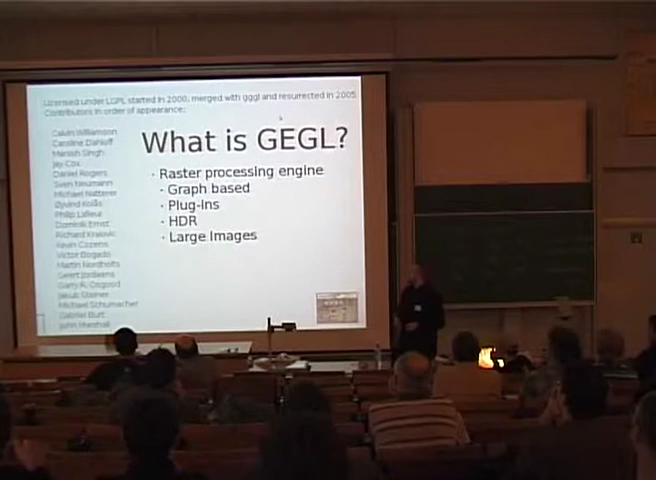 Licensed under LGPL started in 2000, merged with gggl and resurrected in 2005
Contributors in order of appearance:
What is GEGL?
· Raster processing engine
· Graph based
· Plug-Ins
· HDR
· Large Images
Calvin Williamson
Caroline Dahllof
Manish Singh
Jay Cox
Daniel Rogers
Sven Neumann
Michael Natterer
Øyvind Kolås
Philip Lafleur
Dominik Ernst
Richard Kralovic
Kevin Cozens
Victor Bogado
Martin Nordholts
Geert Jordaens
Garry R. Osgood
Jakub Steiner
Michael Schumacher
Gabriel Burt
John Marshall